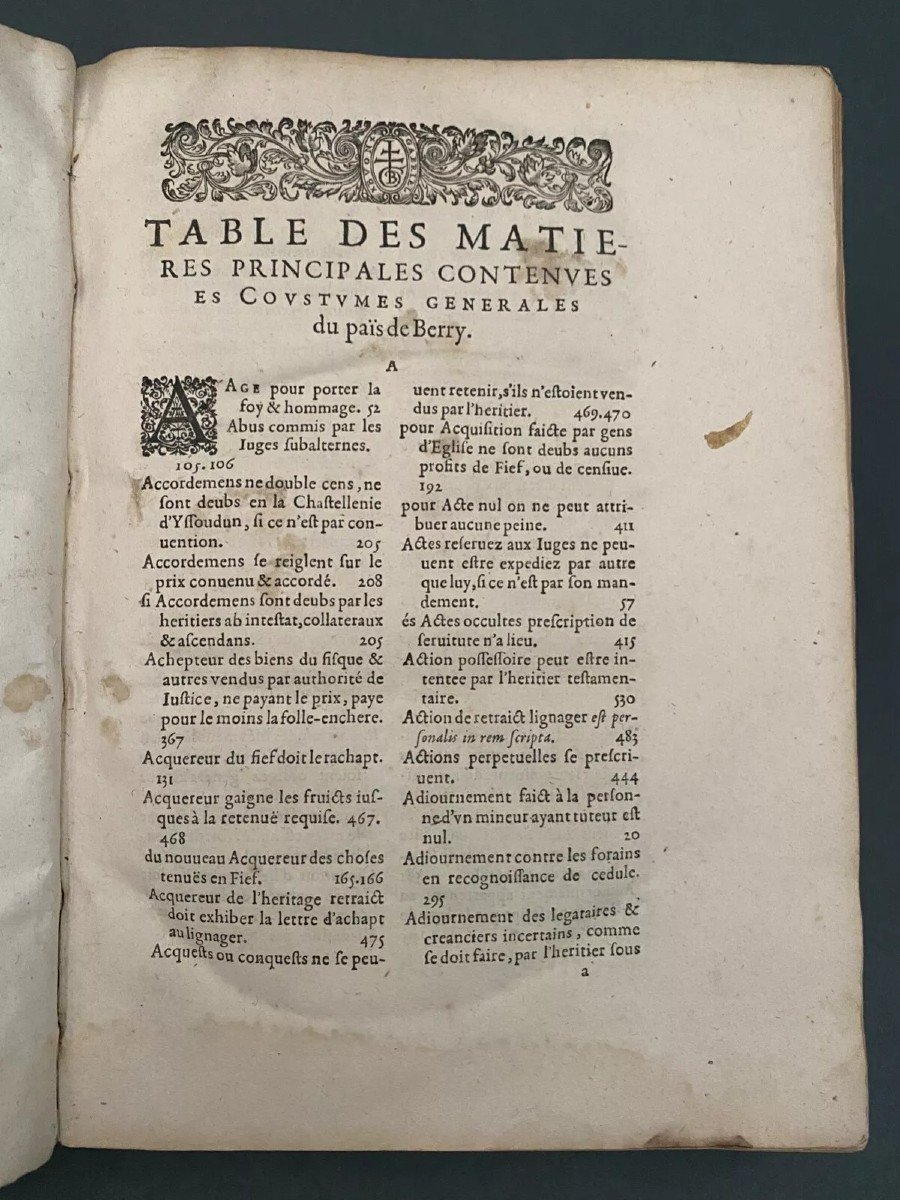 TABLE DES MATIE-
RES PRINCIPALES CONTENVES
ES COVSTVMES GENERALES
du païs de Berry.
A
AAGE pour porter la
foy & hommage. 52
Abus commis par les
Iuges ſubalternes.
105.106
Accordemens ne double cens, ne
ſont deubs en la Chaſtellenie
d'Yſſoudun, ſi ce n'eſt par con-
uention. 205
Accordemens ſe reiglent ſur le
prix conuenu & accordé. 208
ſi Accordemens ſont deubs par les
heritiers ab inteſtat, collateraux
& aſcendans. 205
Achepteur des biens du fiſque &
autres vendus par authorité de
Iuſtice, ne payant le prix, paye
pour le moins la folle-enchere.
367
Acquereur du fief doit le rachapt.
131
Acquereur gaigne les fruicts iuſ-
ques à la retenuë requiſe. 467.
468
du nouueau Acquereur des choſes
tenuës en Fief. 165.166
Acquereur de l'heritage retraict
doit exhiber la lettre d'achapt
au lignager. 475
Acqueſts ou conqueſts ne ſe peu-
uent retenir, s'ils n'eſtoient ven-
dus par l'heritier. 469.470
pour Acquiſition faicte par gens
d'Egliſe ne ſont deubs aucuns
profits de Fief, ou de cenſiue.
192
pour Acte nul on ne peut attri-
buer aucune peine. 411
Actes reſeruez aux Iuges ne peu-
uent eſtre expediez par autre
que luy, ſi ce n'eſt par ſon man-
dement. 57
és Actes occultes preſcription de
ſeruitute n'a lieu. 415
Action poſſeſſoire peut eſtre in-
tentee par l'heritier teſtamen-
taire. 530
Action de retraict lignager eſt per-
ſonalis in rem ſcripta. 483
Actions perpetuelles ſe preſcri-
uent. 444
Adiournement faict à la perſon-
ne d'vn mineur ayant tuteur eſt
nul. 20
Adiournement contre les forains
en recognoiſſance de cedule.
295
Adiournement des legataires &
creanciers incertains, comme
ſe doit faire, par l'heritier ſous
a